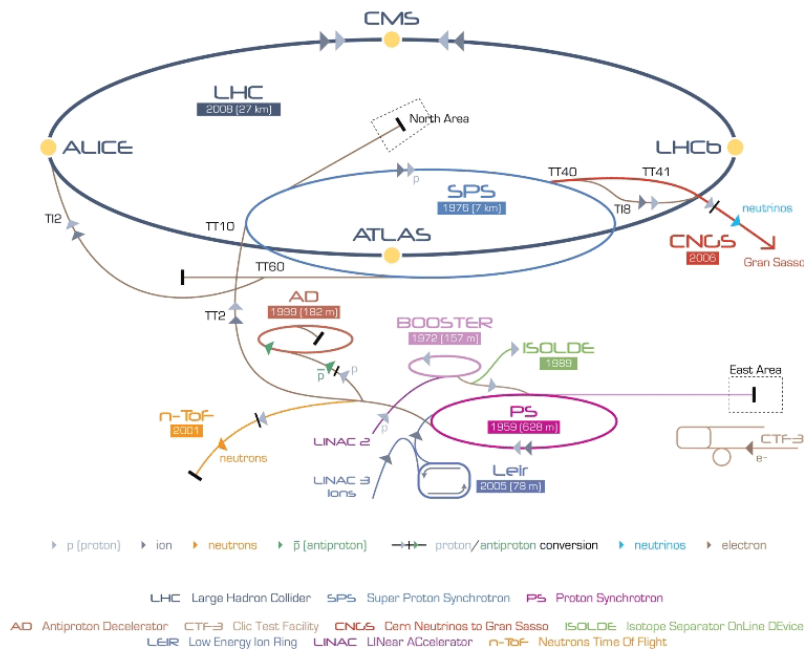 CMS
LHC
2008 (27 km)
North Area
ALICE
LHCb
TT40
TT41
SPS
1976 (7 km)
p
TI2
TT10
TI8
neutrinos
ATLAS
CNGS
2006
Gran Sasso
TT60
AD
1999 (182 m)
TT2
BOOSTER
1972 (157 m)
ISOLDE
1989
p
p̅
East Area
n-ToF
2001
LINAC 2
p
PS
1959 (628 m)
CTF-3
e-
neutrons
LINAC 3
Ions
Leir
2005 (78 m)
p (proton) ion neutrons p̅ (antiproton) proton/antiproton conversion neutrinos electron
LHC Large Hadron Collider SPS Super Proton Synchrotron PS Proton Synchrotron
AD Antiproton Decelerator CTF-3 Clic Test Facility CNGS Cern Neutrinos to Gran Sasso ISOLDE Isotope Separator OnLine DEvice
LEIR Low Energy Ion Ring LINAC LINear ACcelerator n-ToF Neutrons Time Of Flight